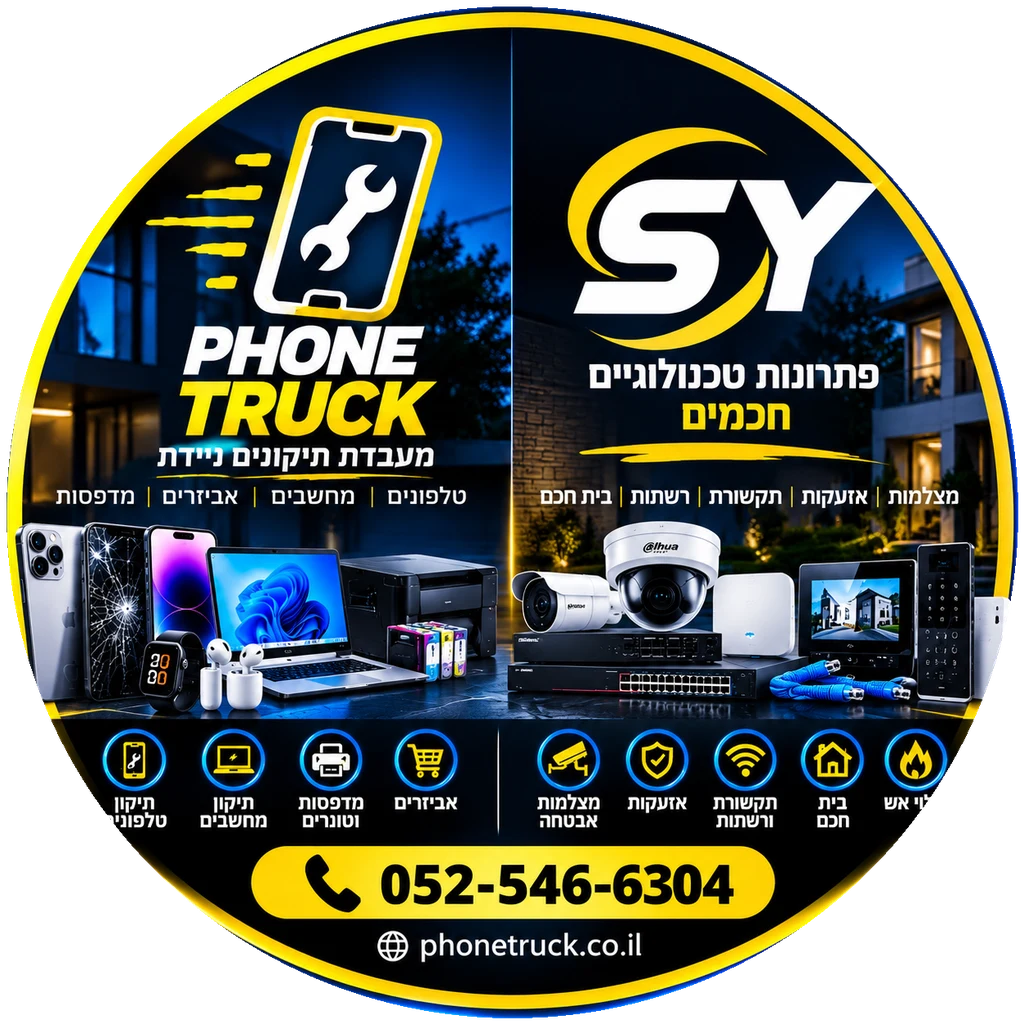 PHONE
TRUCK
מעבדת תיקונים ניידת
טלפונים | מחשבים | אביזרים | מדפסות
SY
פתרונות טכנולוגיים
חכמים
מצלמות | אזעקות | תקשורת | רשתות | בית חכם
alhua
תיקון
טלפונים
תיקון
מחשבים
מדפסות
וטונרים
אביזרים
מצלמות
אבטחה
אזעקות
תקשורת
ורשתות
בית
חכם
אש
052-546-6304
phonetruck.co.il